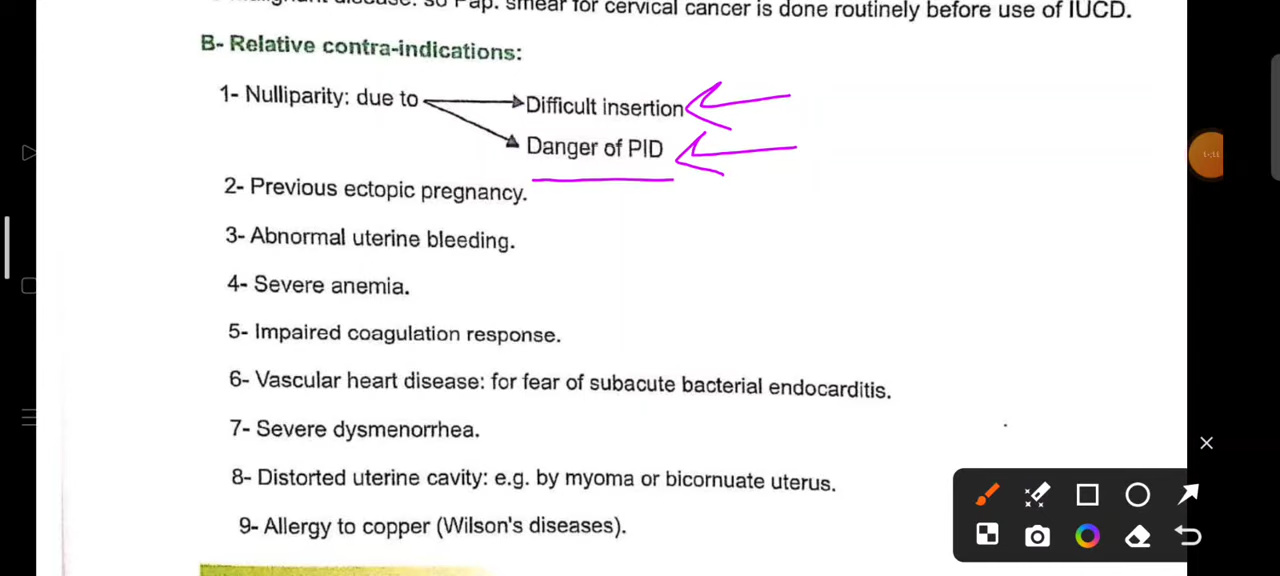 disease. so Pap. smear for cervical cancer is done routinely before use of IUCD.
B- Relative contra-indications:
1- Nulliparity: due to Difficult insertion
Danger of PID
2- Previous ectopic pregnancy.
3- Abnormal uterine bleeding.
4- Severe anemia.
5- Impaired coagulation response.
6- Vascular heart disease: for fear of subacute bacterial endocarditis.
7- Severe dysmenorrhea.
8- Distorted uterine cavity: e.g. by myoma or bicornuate uterus.
9- Allergy to copper (Wilson's diseases).